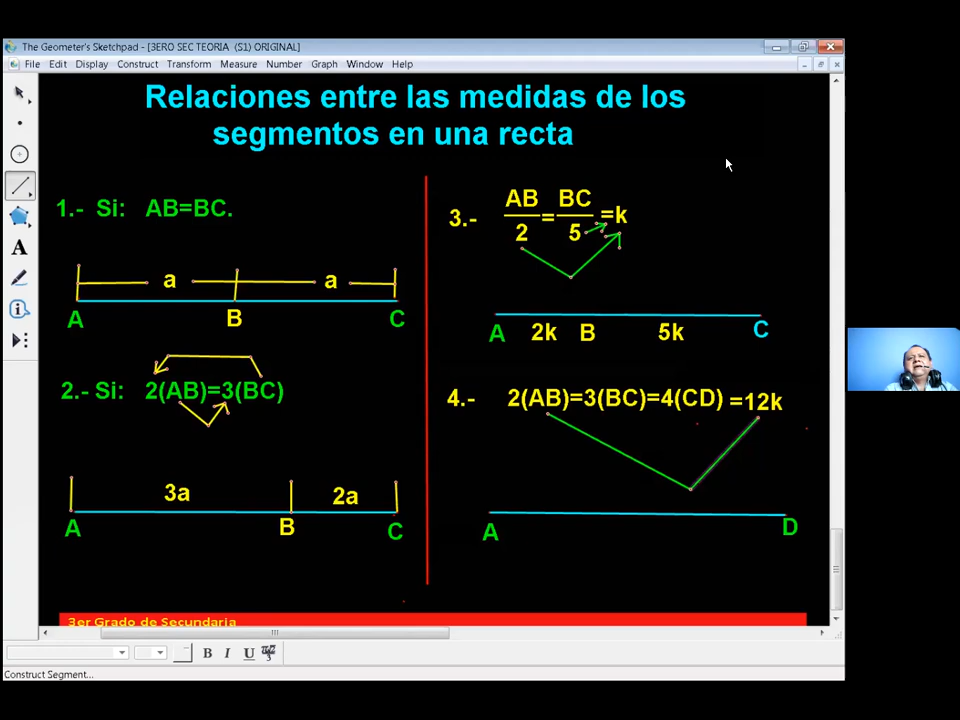 The Geometer's Sketchpad - [3ERO SEC TEORIA (S1) ORIGINAL]
File Edit Display Construct Transform Measure Number Graph Window Help
Relaciones entre las medidas de los
segmentos en una recta
1.- Si: AB=BC.
a a
A B C
2.- Si: 2(AB)=3(BC)
3a 2a
A B C
3.- AB/2 = BC/5 =k
A 2k B 5k C
4.- 2(AB)=3(BC)=4(CD) =12k
A D
3er Grado de Secundaria
B I U
Construct Segment...